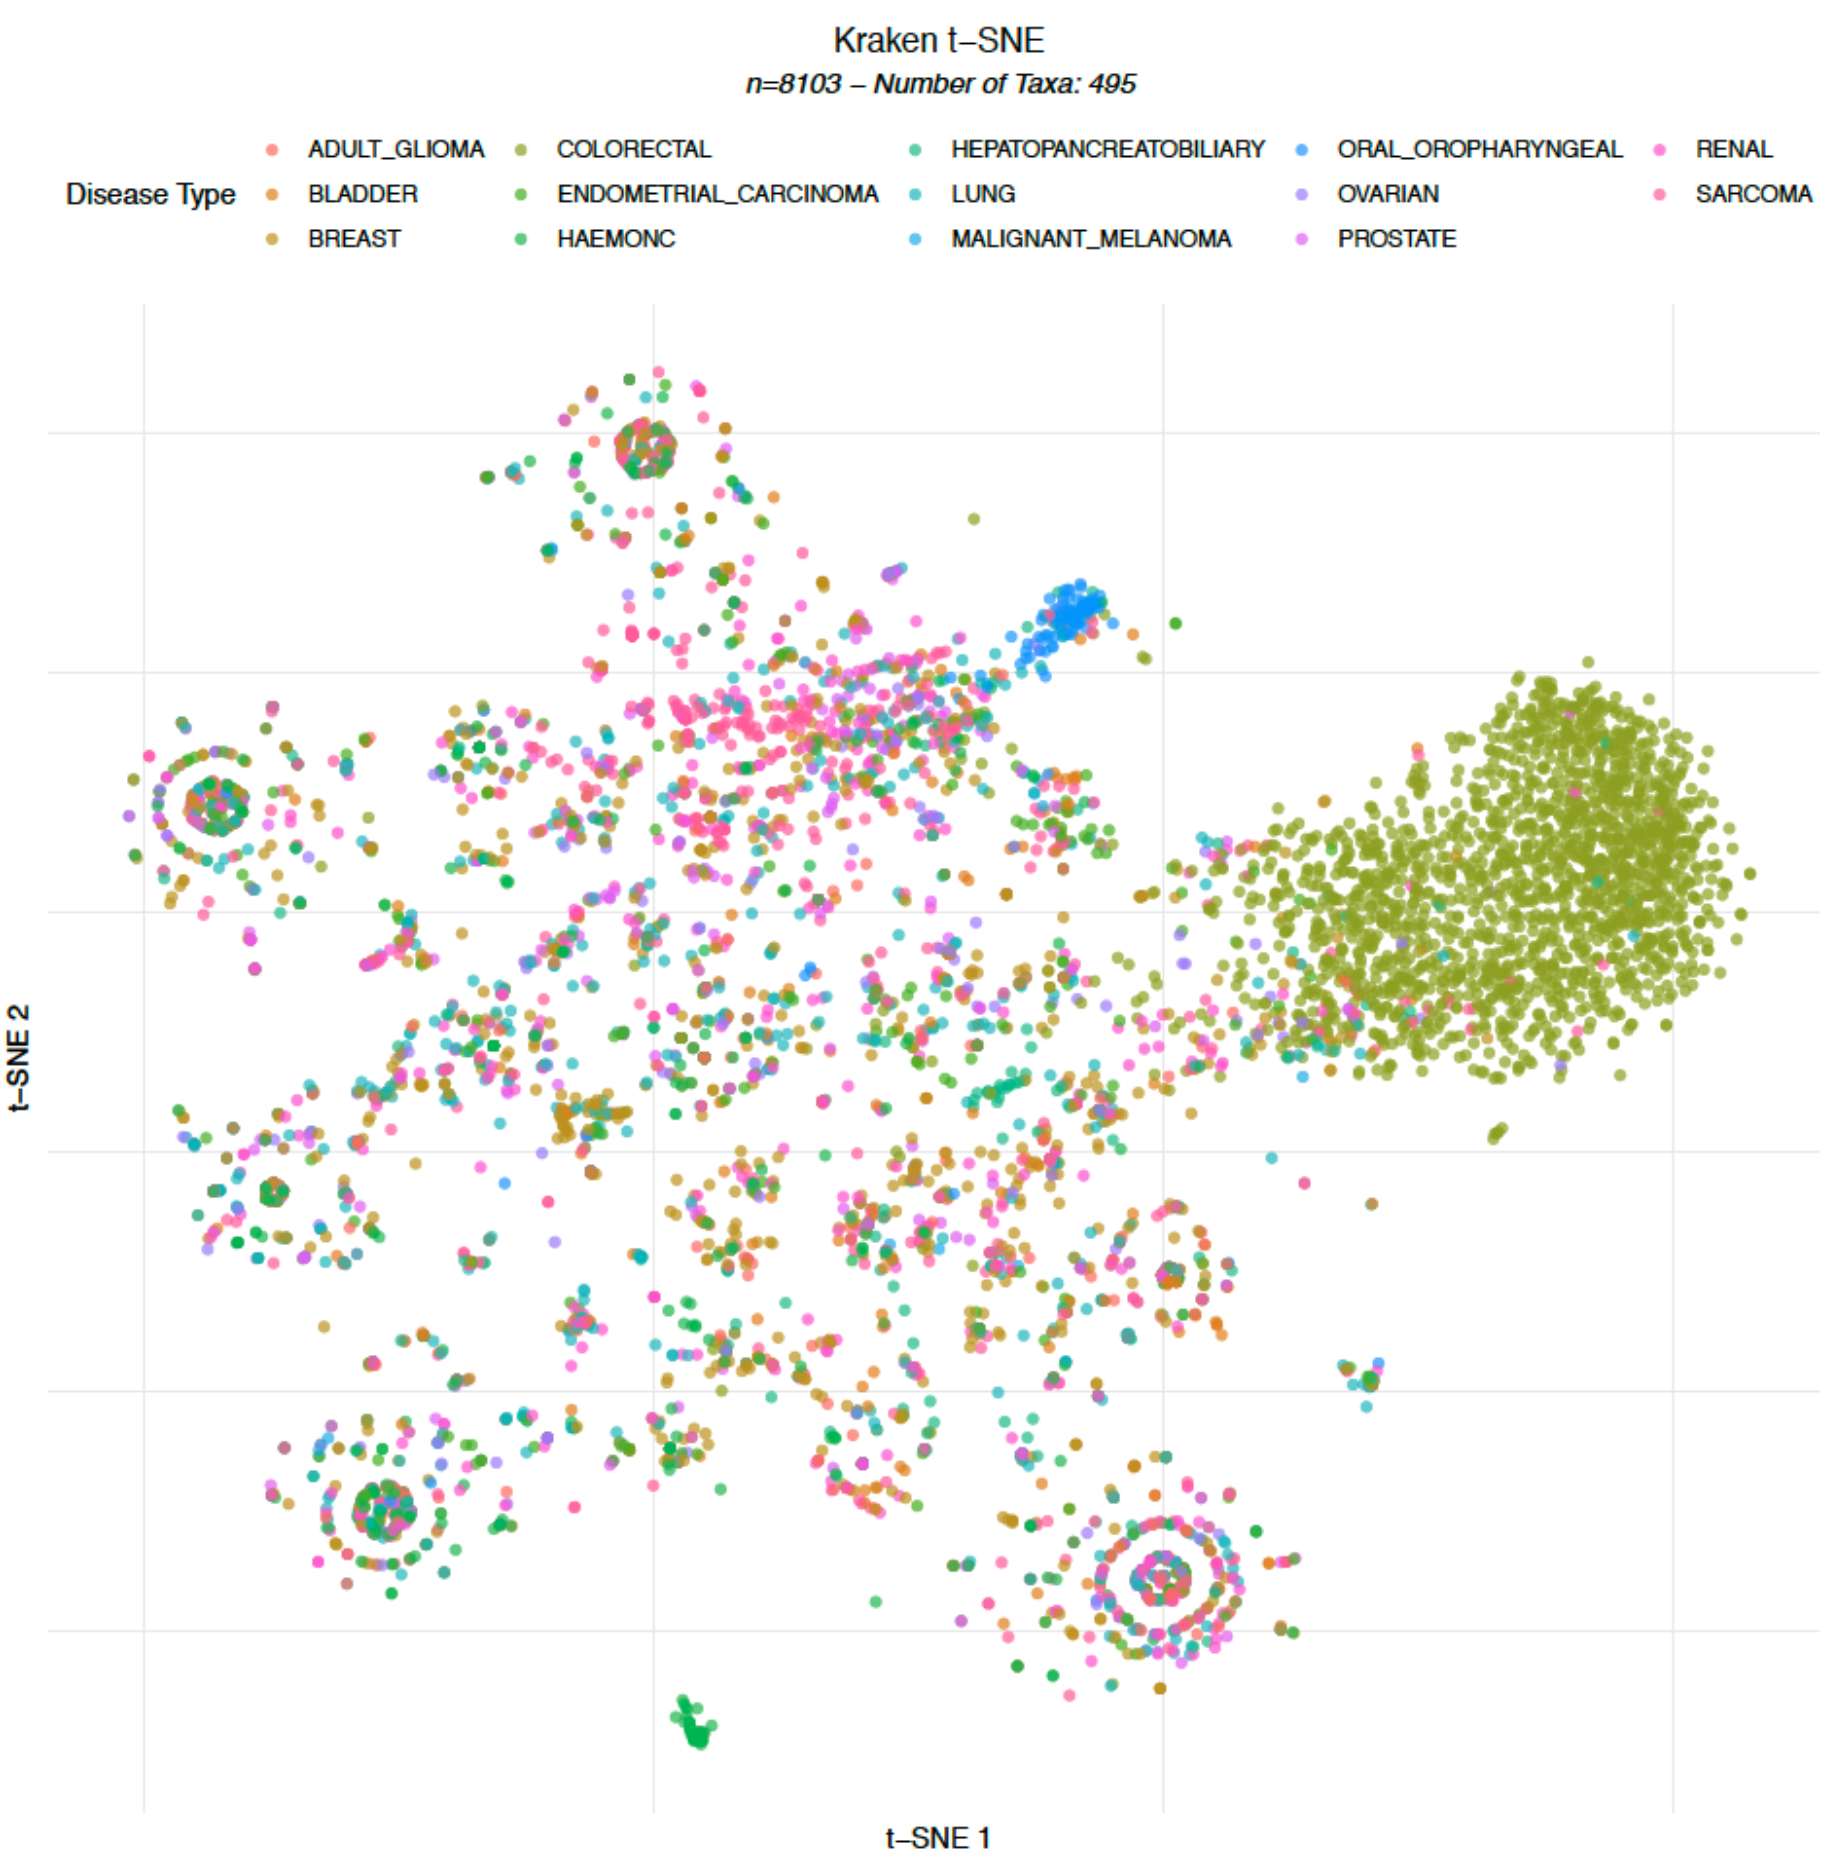 Kraken t−SNE
n=8103 − Number of Taxa: 495
ADULT_GLIOMA COLORECTAL HEPATOPANCREATOBILIARY ORAL_OROPHARYNGEAL RENAL
Disease Type BLADDER ENDOMETRIAL_CARCINOMA LUNG OVARIAN SARCOMA
BREAST HAEMONC MALIGNANT_MELANOMA PROSTATE
t−SNE 2
t−SNE 1